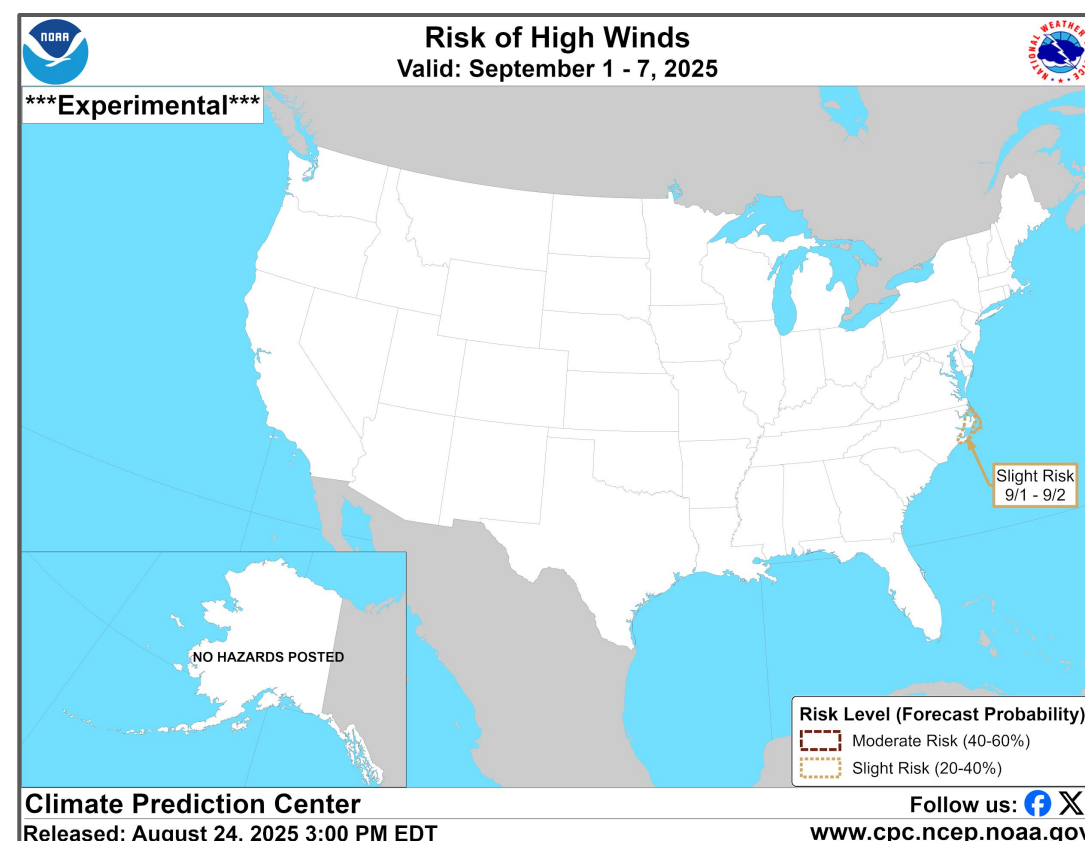 NOAA
Risk of High Winds
Valid: September 1 - 7, 2025
NATIONAL WEATHER
***Experimental***
Slight Risk
9/1 - 9/2
NO HAZARDS POSTED
Risk Level (Forecast Probability)
Moderate Risk (40-60%)
Slight Risk (20-40%)
Climate Prediction Center
Follow us:
Released: August 24, 2025 3:00 PM EDT
www.cpc.ncep.noaa.gov